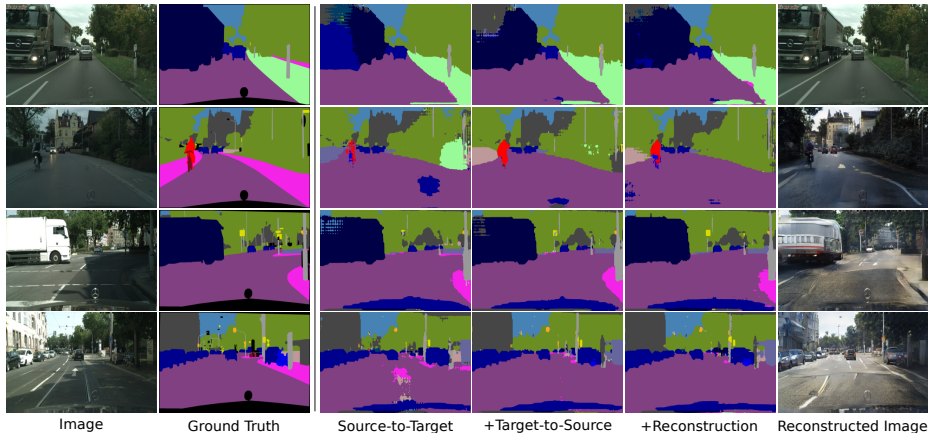 Image
Ground Truth
Source-to-Target
+Target-to-Source
+Reconstruction
Reconstructed Image